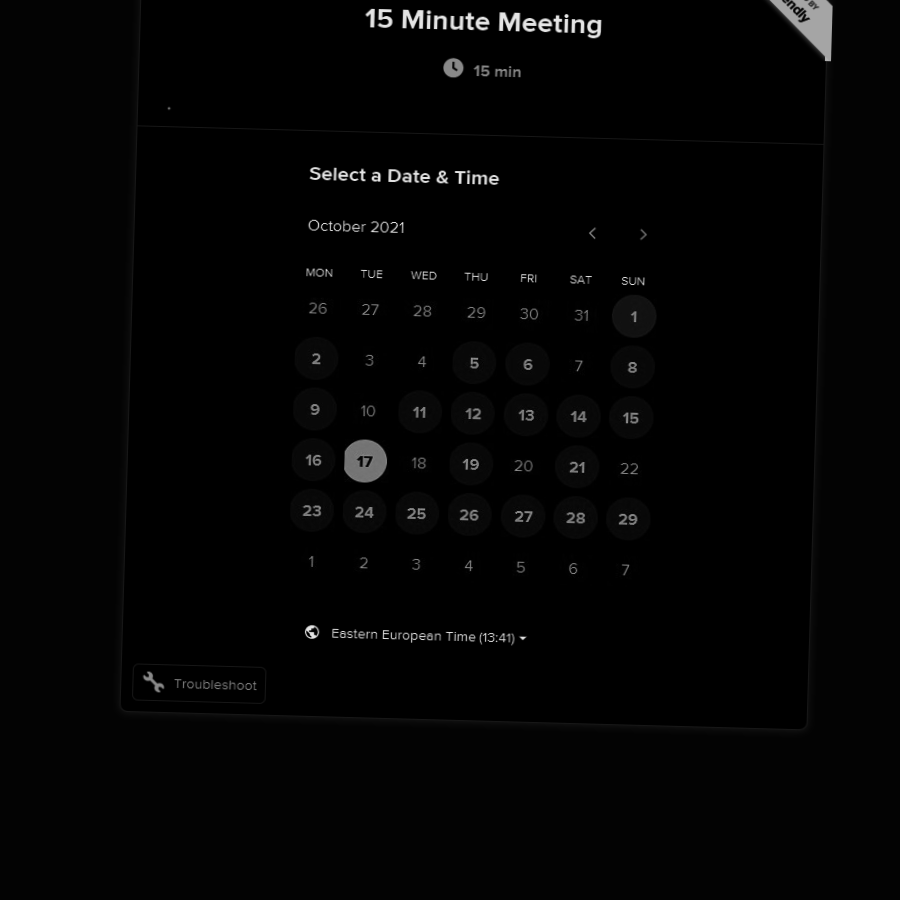 15 Minute Meeting
BY
endly
15 min
Select a Date & Time
October 2021
MON TUE WED THU FRI SAT SUN
26 27 28 29 30 31 1
2 3 4 5 6 7 8
9 10 11 12 13 14 15
16 17 18 19 20 21 22
23 24 25 26 27 28 29
1 2 3 4 5 6 7
Eastern European Time (13:41)
Troubleshoot